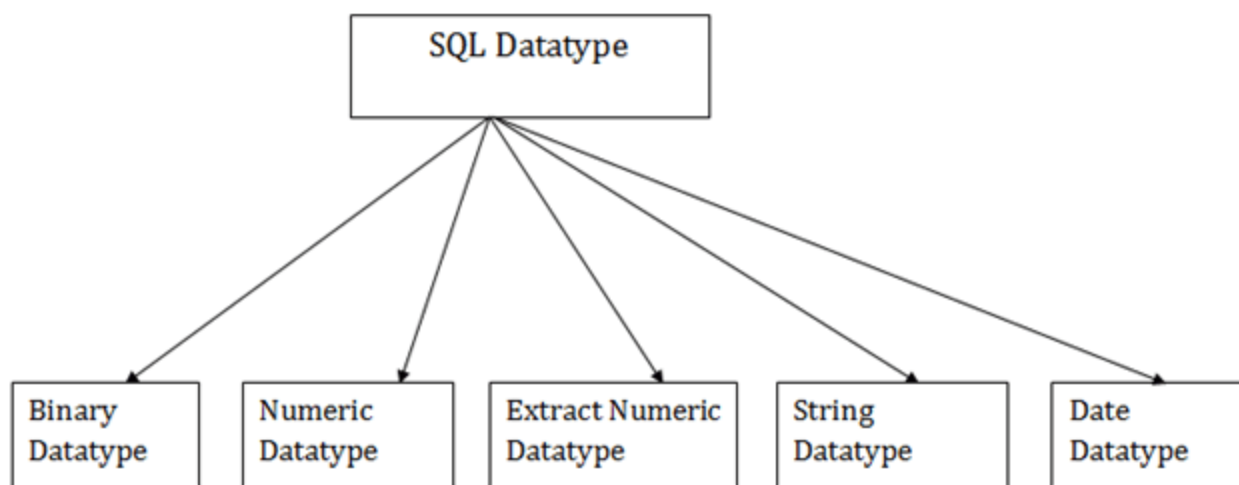 SQL Datatype
Binary
Datatype
Numeric
Datatype
Extract Numeric
Datatype
String
Datatype
Date
Datatype